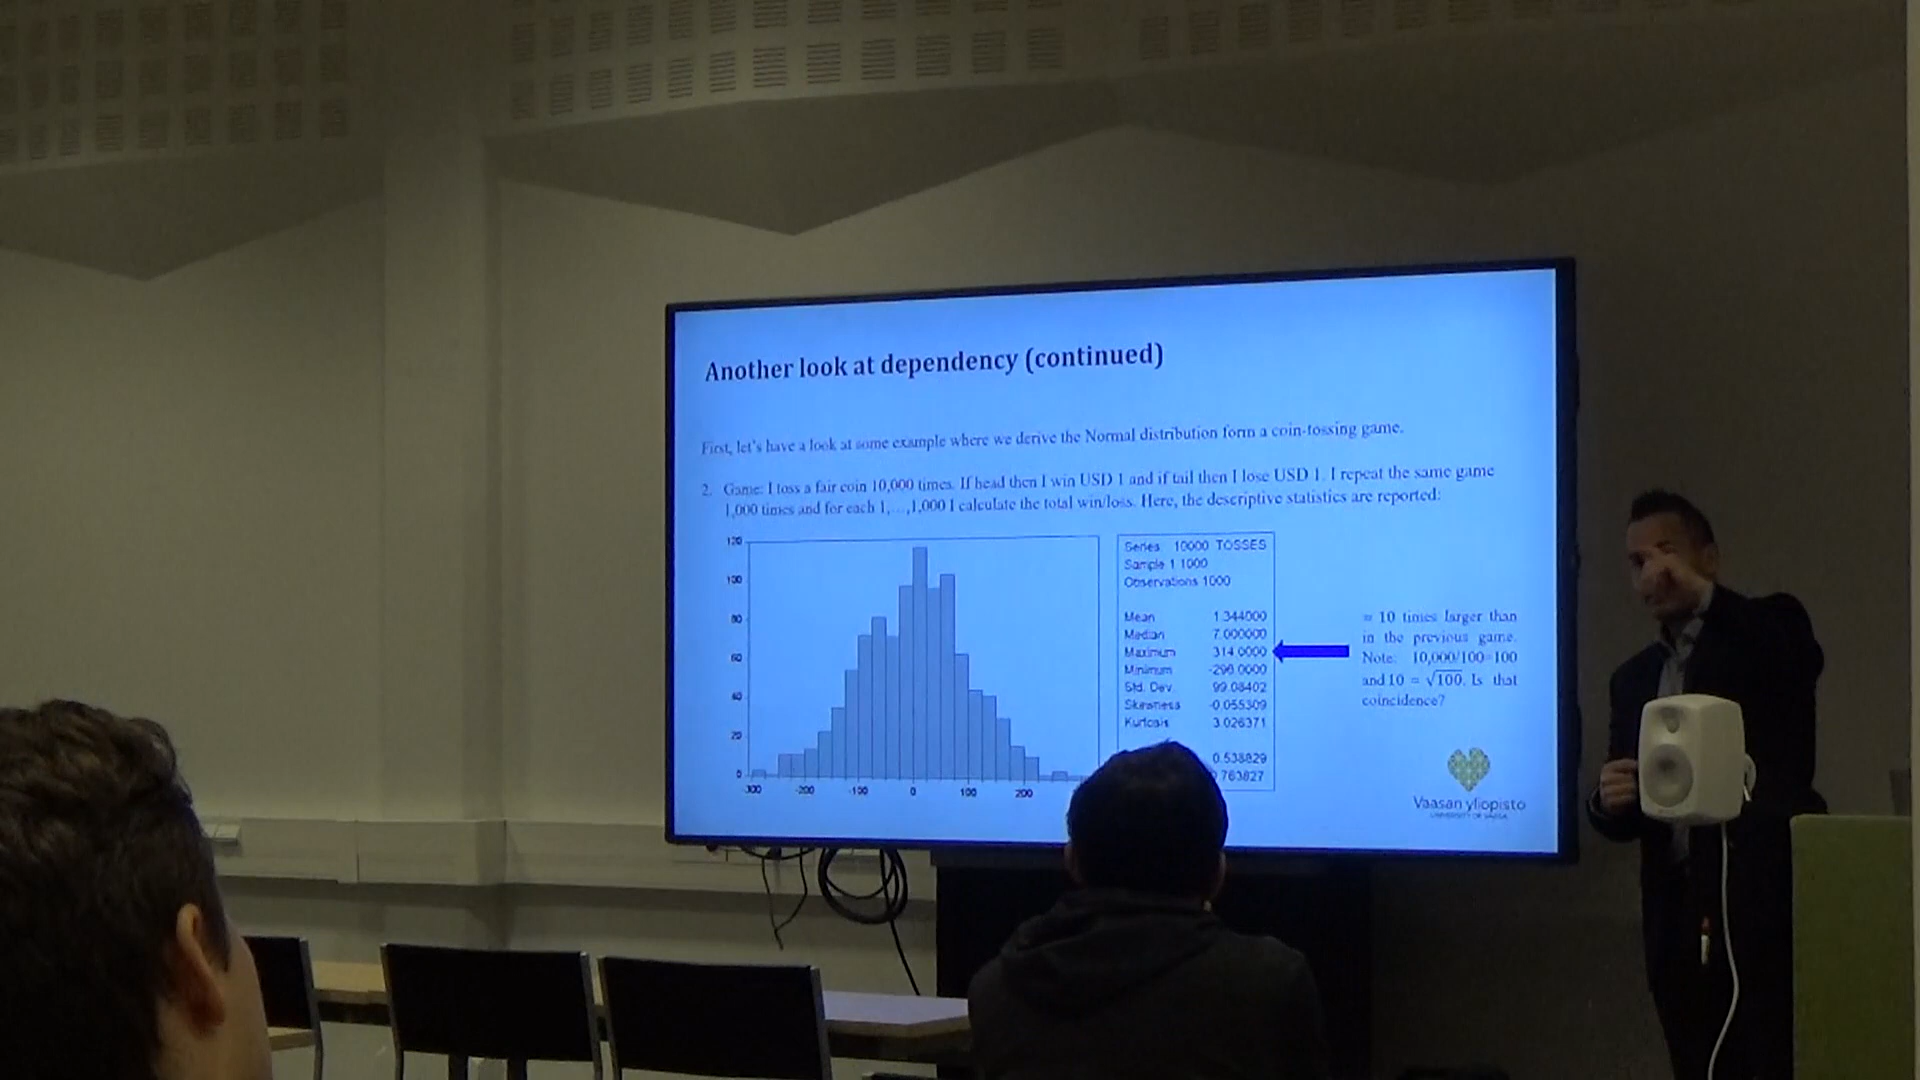 Another look at dependency (continued)
First, let's have a look at some example where we derive the Normal distribution form a coin-tossing game.
2. Game: I toss a fair coin 10,000 times. If head then I win USD 1 and if tail then I lose USD 1. I repeat the same game
1,000 times and for each 1,…,1,000 I calculate the total win/loss. Here, the descriptive statistics are reported:
120
100
80
60
40
20
0
-300 -200 -100 0 100 200
Series: 10000 TOSSES
Sample 1 1000
Observations 1000
Mean 1.344000
Median 7.000000
Maximum 314.0000
Minimum -296.0000
Std. Dev. 99.08402
Skewness -0.055309
Kurtosis 3.026371
0.538829
0.763827
≈ 10 times larger than
in the previous game.
Note: 10,000/100=100
and 10 = √100. Is that
coincidence?
Vaasan yliopisto
UNIVERSITY OF VAASA